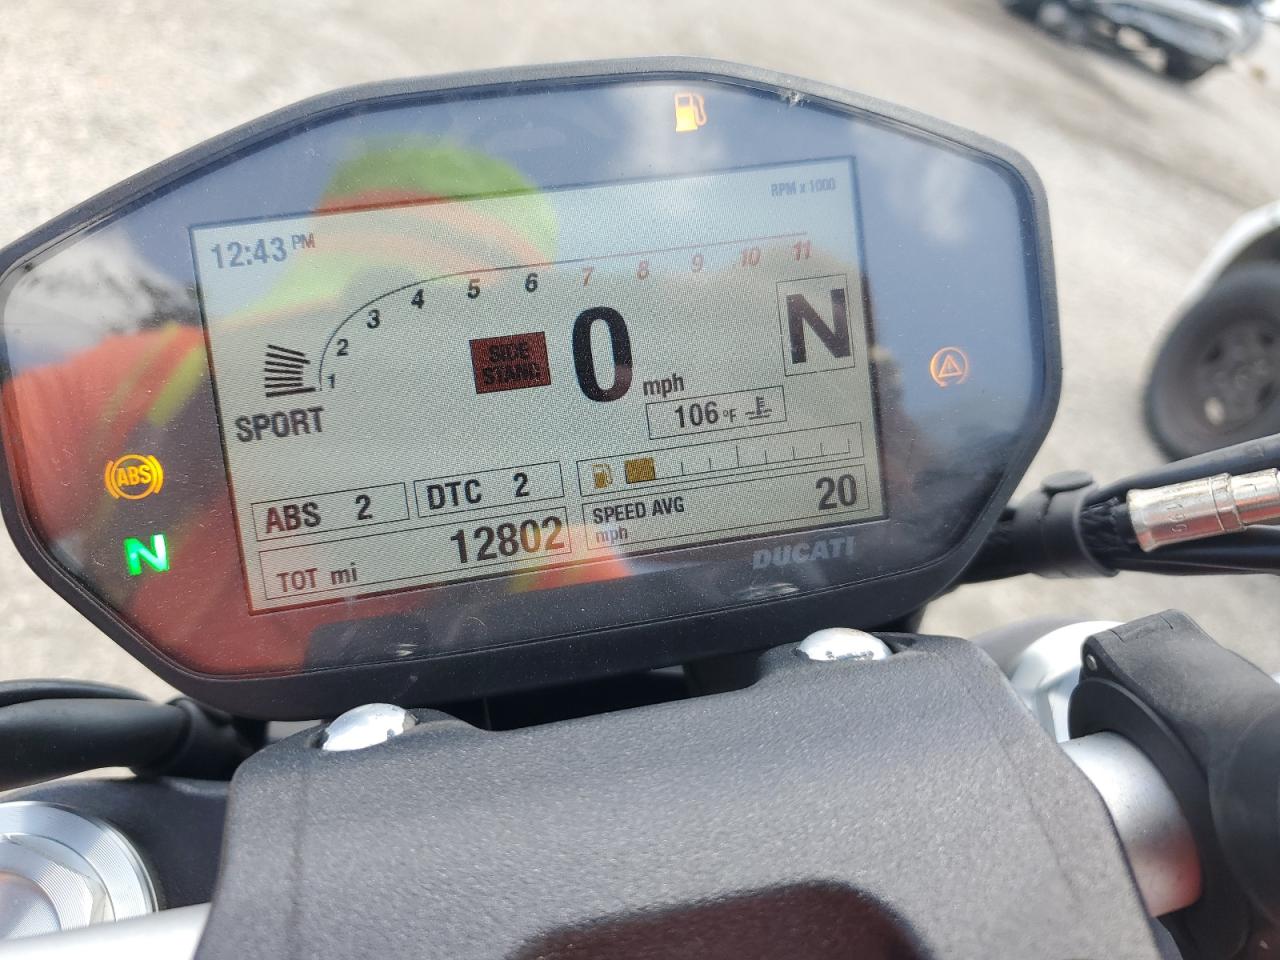 12:43 PM
RPM x 1000
1 2 3 4 5 6 7 8 9 10 11
SIDE
STAND
0 mph
N
SPORT
106 °F
ABS
ABS 2
DTC 2
N
TOT mi 12802
SPEED AVG
mph
20
DUCATI